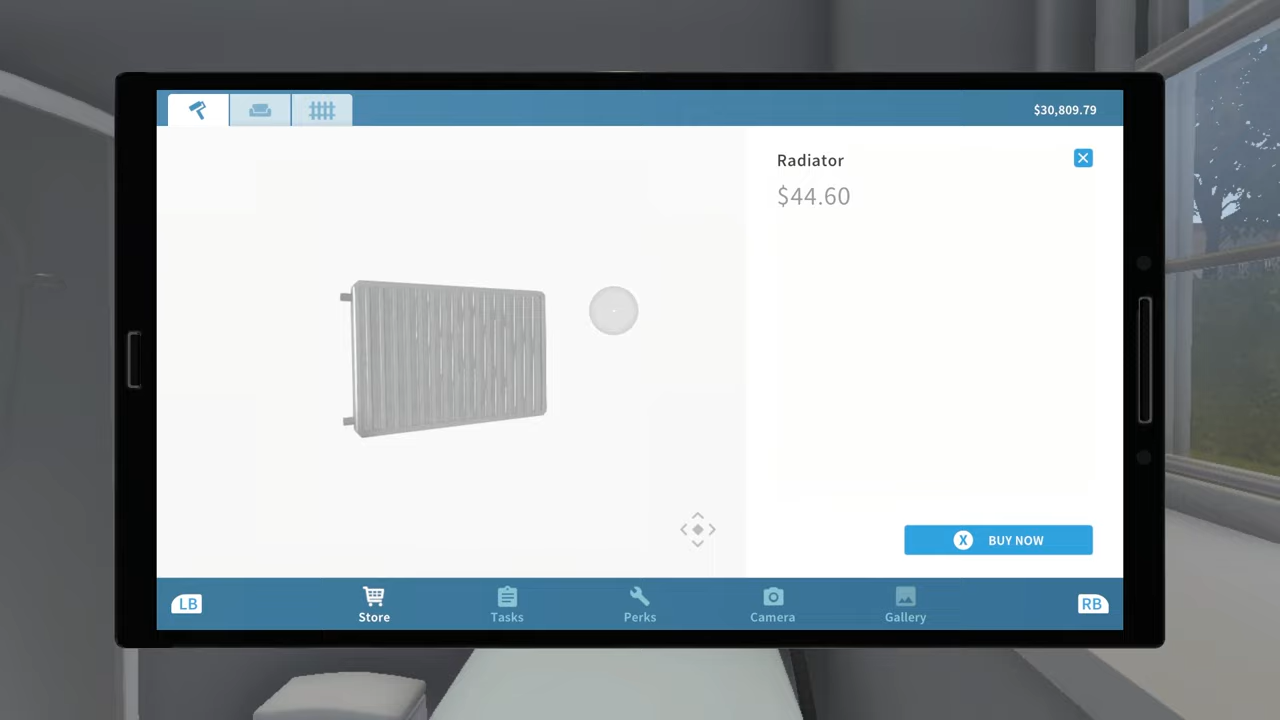 $30,809.79
Radiator
$44.60
X BUY NOW
LB
Store
Tasks
Perks
Camera
Gallery
RB